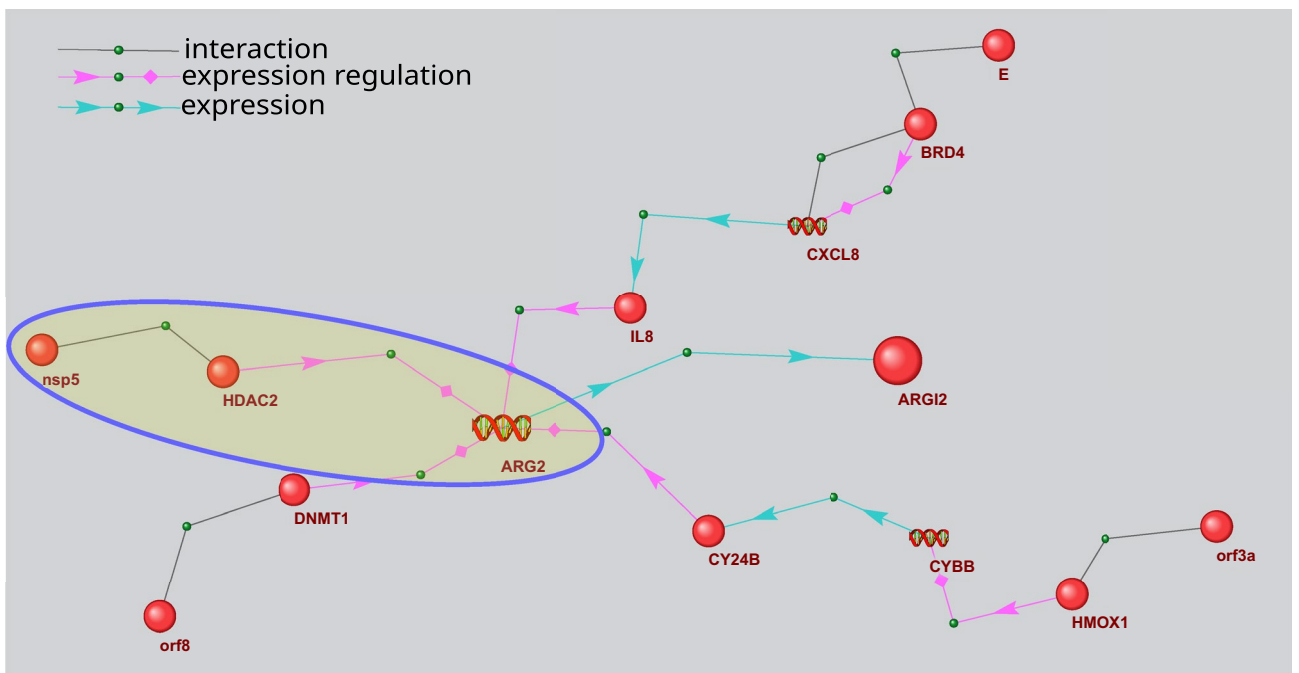 interaction
expression regulation
expression
E
BRD4
CXCL8
IL8
nsp5
HDAC2
ARGI2
ARG2
DNMT1
CY24B
CYBB
orf3a
HMOX1
orf8